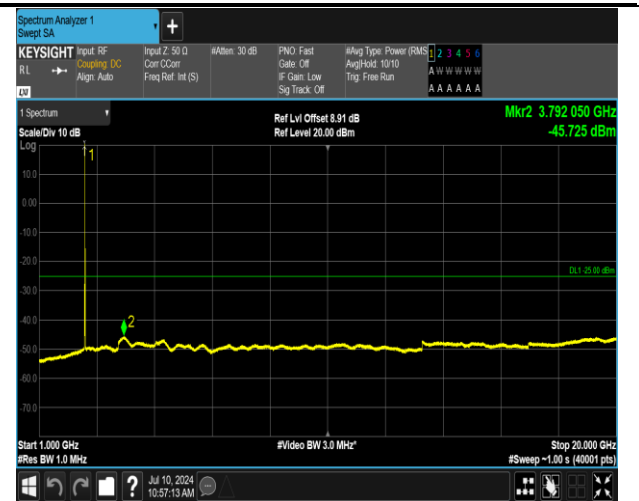 Spectrum Analyzer 1
Swept SA
+
KEYSIGHT
RL
LXI
Input: RF
Coupling: DC
Align: Auto
Input Z: 50 Ω
Corr CCorr
Freq Ref: Int (S)
#Atten: 30 dB
PNO: Fast
Gate: Off
IF Gain: Low
Sig Track: Off
#Avg Type: Power (RMS
Avg|Hold: 10/10
Trig: Free Run
1 2 3 4 5 6
A W W W W W
A A A A A A
1 Spectrum
Scale/Div 10 dB
Log
Ref Lvl Offset 8.91 dB
Ref Level 20.00 dBm
Mkr2 3.792 050 GHz
-45.725 dBm
1
10.0
0.00
-10.0
-20.0
DL1 -25.00 dBm
-30.0
-40.0
2
-50.0
-60.0
-70.0
Start 1.000 GHz
#Video BW 3.0 MHz*
Stop 20.000 GHz
#Res BW 1.0 MHz
#Sweep ~1.00 s (40001 pts)
?
Jul 10, 2024
10:57:13 AM